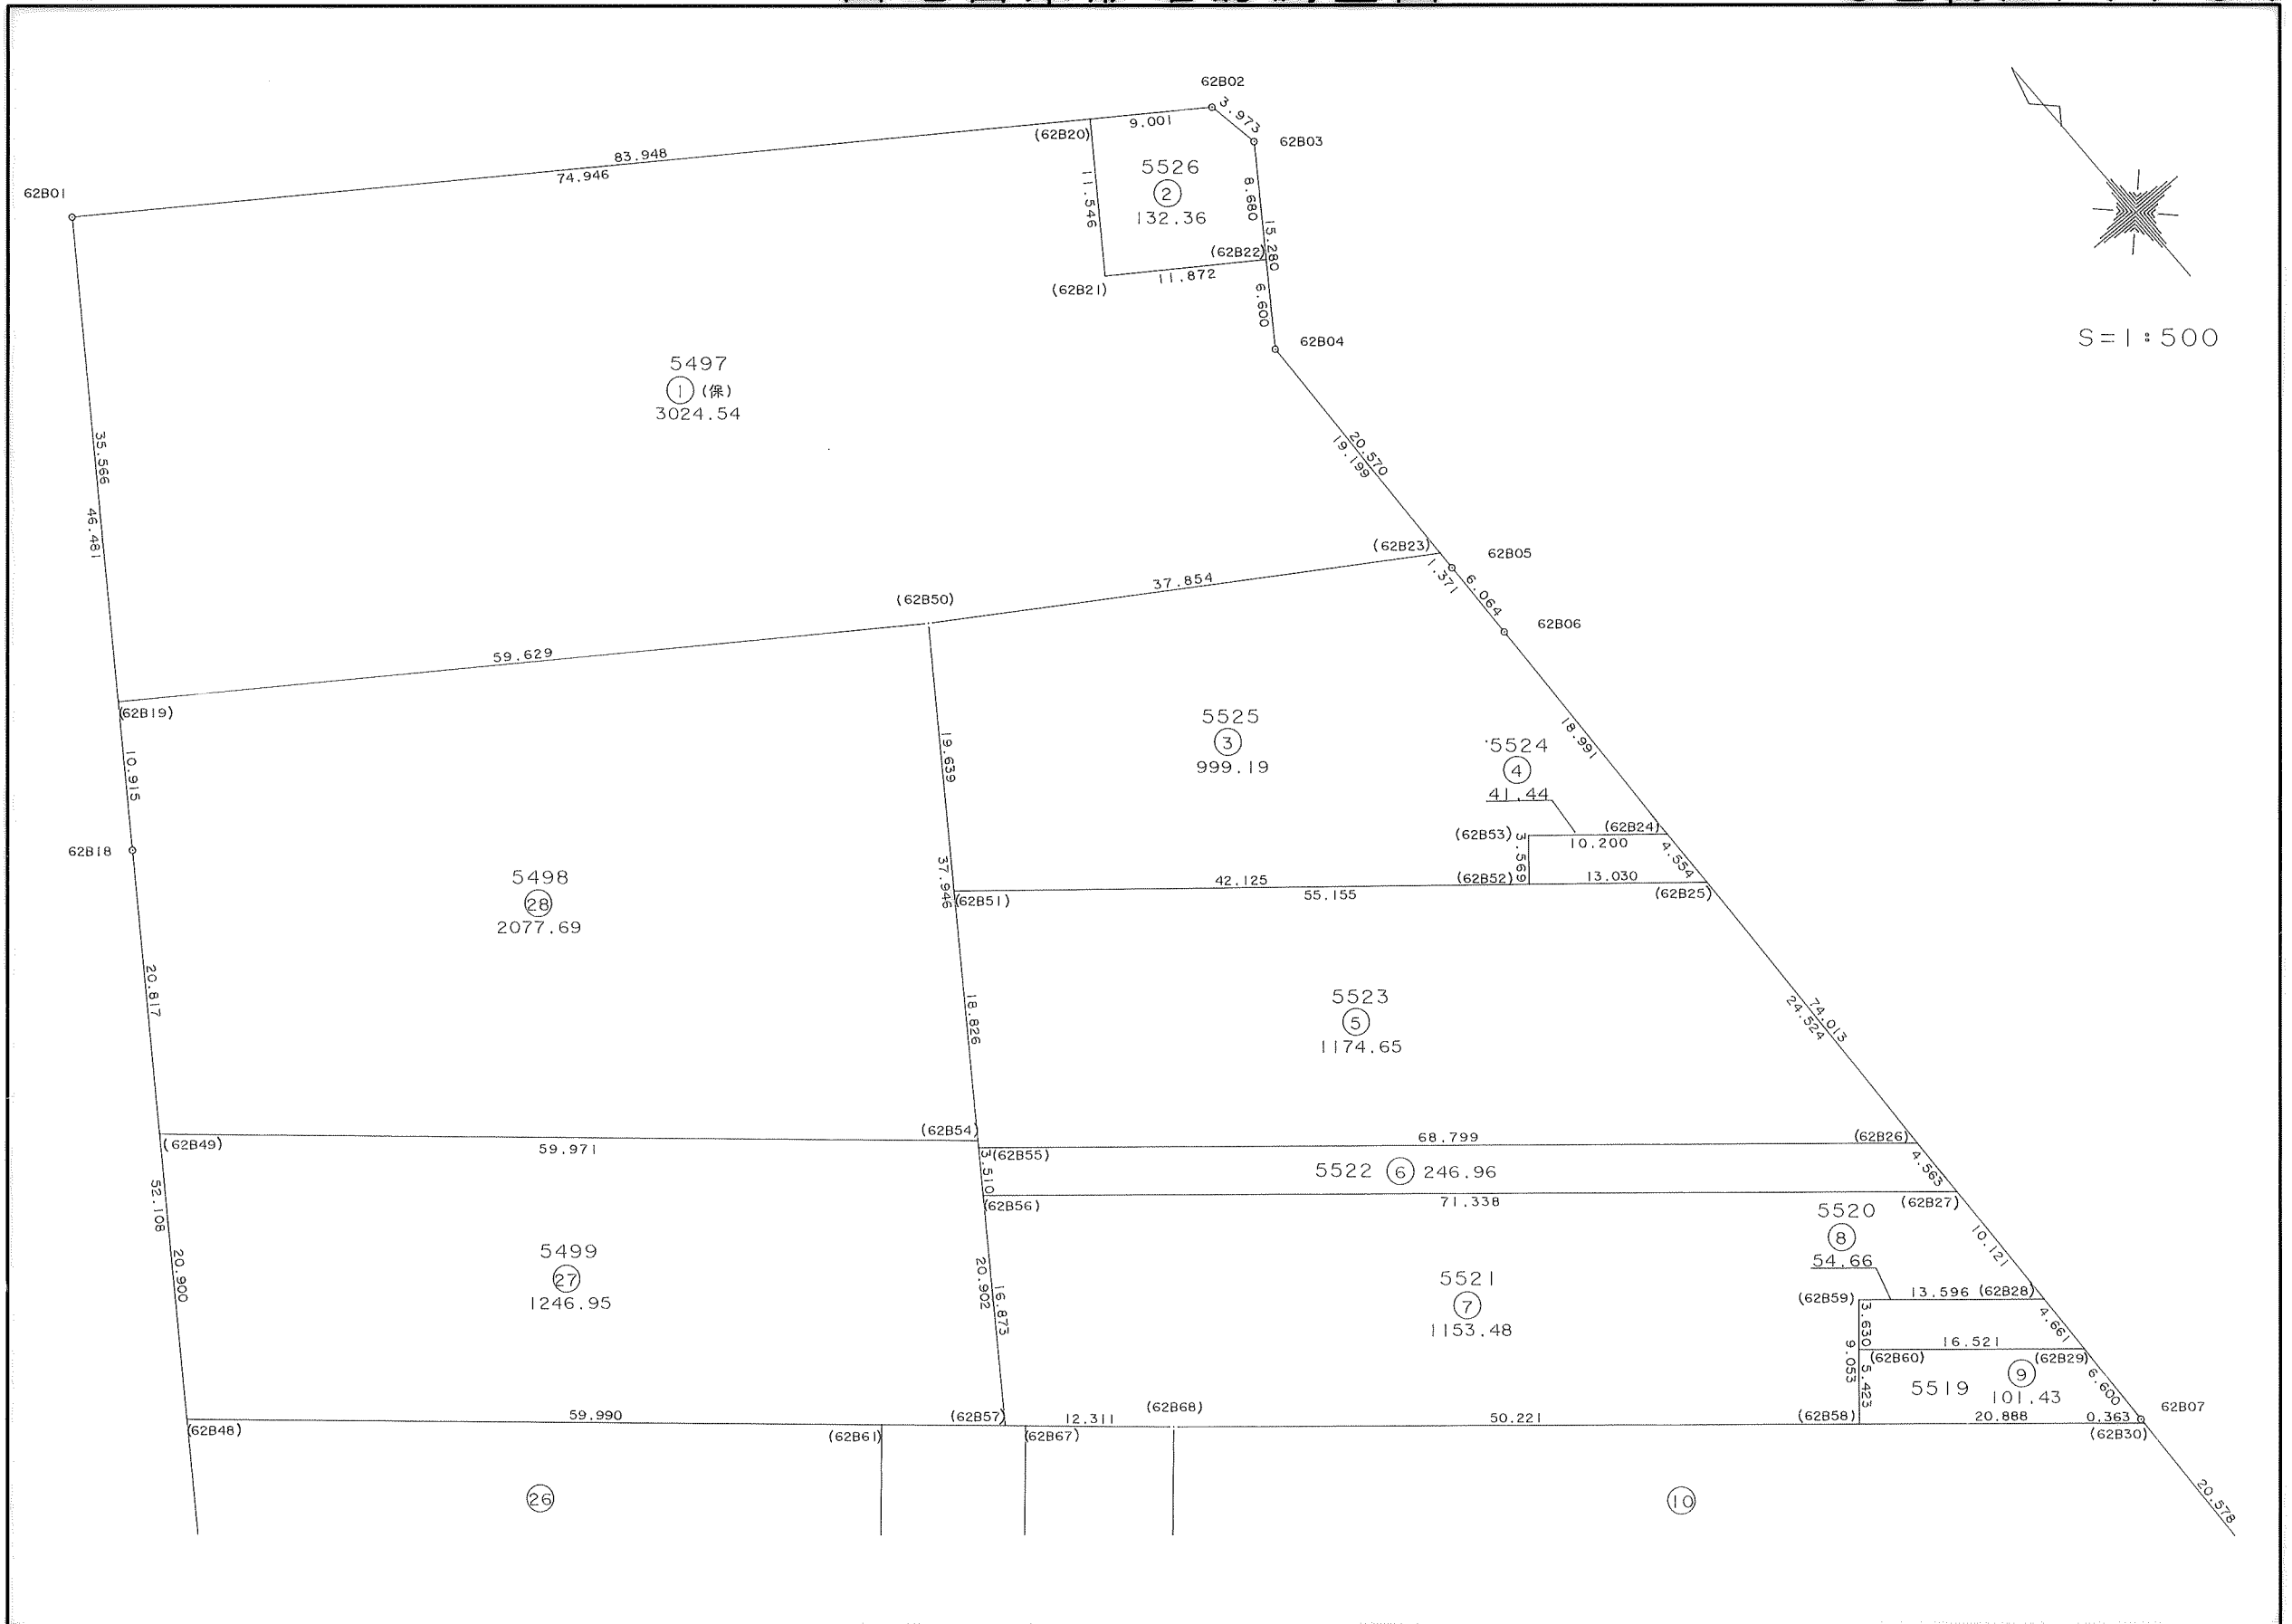 62B02
3.973
9.001
(62B20)
62B03
83.948
74.946
62B01
5526
②
132.36
11.546
8.680
15.280
(62B22)
11.872
(62B21)
6.600
S=1:500
62B04
5497
① (保)
3024.54
35.566
46.481
20.570
19.199
(62B23)
62B05
1.371
37.854
6.064
(62B50)
62B06
59.629
(62B19)
5525
③
999.19
19.639
18.991
5524
④
41.44
10.915
(62B53)
3.569
(62B24)
10.200
4.554
62B18
37.946
5498
㉘
2077.69
42.125
(62B52)
13.030
(62B51)
55.155
(62B25)
20.817
18.826
5523
⑤
1174.65
74.013
24.524
(62B54)
68.799
(62B26)
(62B49)
59.971
3.510
(62B55)
5522 ⑥ 246.96
4.563
52.108
(62B56)
71.338
(62B27)
5520
⑧
54.66
10.121
5499
㉗
1246.95
20.900
20.902
16.873
5521
⑦
1153.48
(62B59)
13.596
(62B28)
3.630
9.053
4.661
16.521
(62B60)
(62B29)
5.423
5519
⑨
101.43
6.600
(62B48)
59.990
(62B57)
12.311
(62B68)
50.221
(62B58)
20.888
0.363
62B07
(62B61)
(62B67)
(62B30)
㉖
⑩
20.578